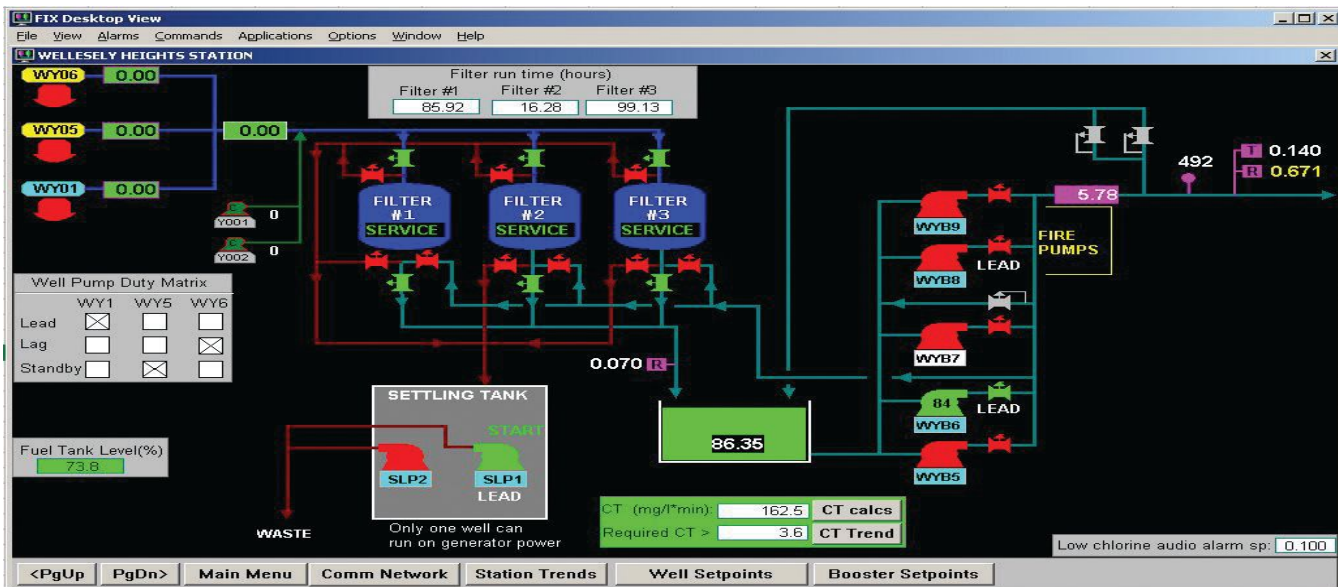 FIX Desktop View
File View Alarms Commands Applications Options Window Help
WELLESELY HEIGHTS STATION
WY06 0.00
Filter run time (hours)
Filter #1 Filter #2 Filter #3
85.92 16.28 99.13
WY05 0.00 0.00
492
T 0.140
R 0.671
WY01 0.00
5.78
Y001 0
Y002 0
FILTER #1 SERVICE
FILTER #2 SERVICE
FILTER #3 SERVICE
WYB9
FIRE
PUMPS
LEAD
WYB8
Well Pump Duty Matrix
WY1 WY5 WY6
Lead
Lag
Standby
WYB7
0.070 R
SETTLING TANK
START
SLP2 SLP1
LEAD
86.35
84 LEAD
WYB6
WYB5
Fuel Tank Level(%)
73.8
WASTE
Only one well can
run on generator power
CT (mg/l*min): 162.5 CT calcs
Required CT > 3.6 CT Trend
Low chlorine audio alarm sp: 0.100
<PgUp PgDn> Main Menu Comm Network Station Trends Well Setpoints Booster Setpoints